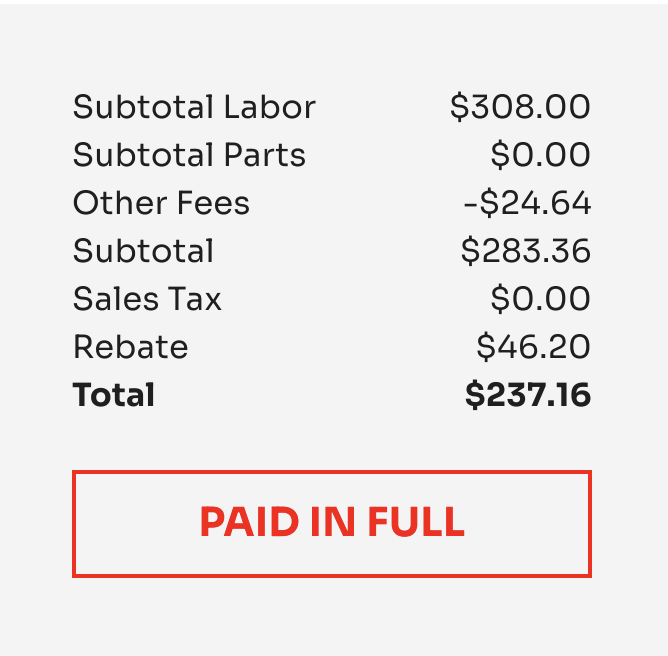 Subtotal Labor $308.00
Subtotal Parts $0.00
Other Fees -$24.64
Subtotal $283.36
Sales Tax $0.00
Rebate $46.20
Total $237.16
PAID IN FULL